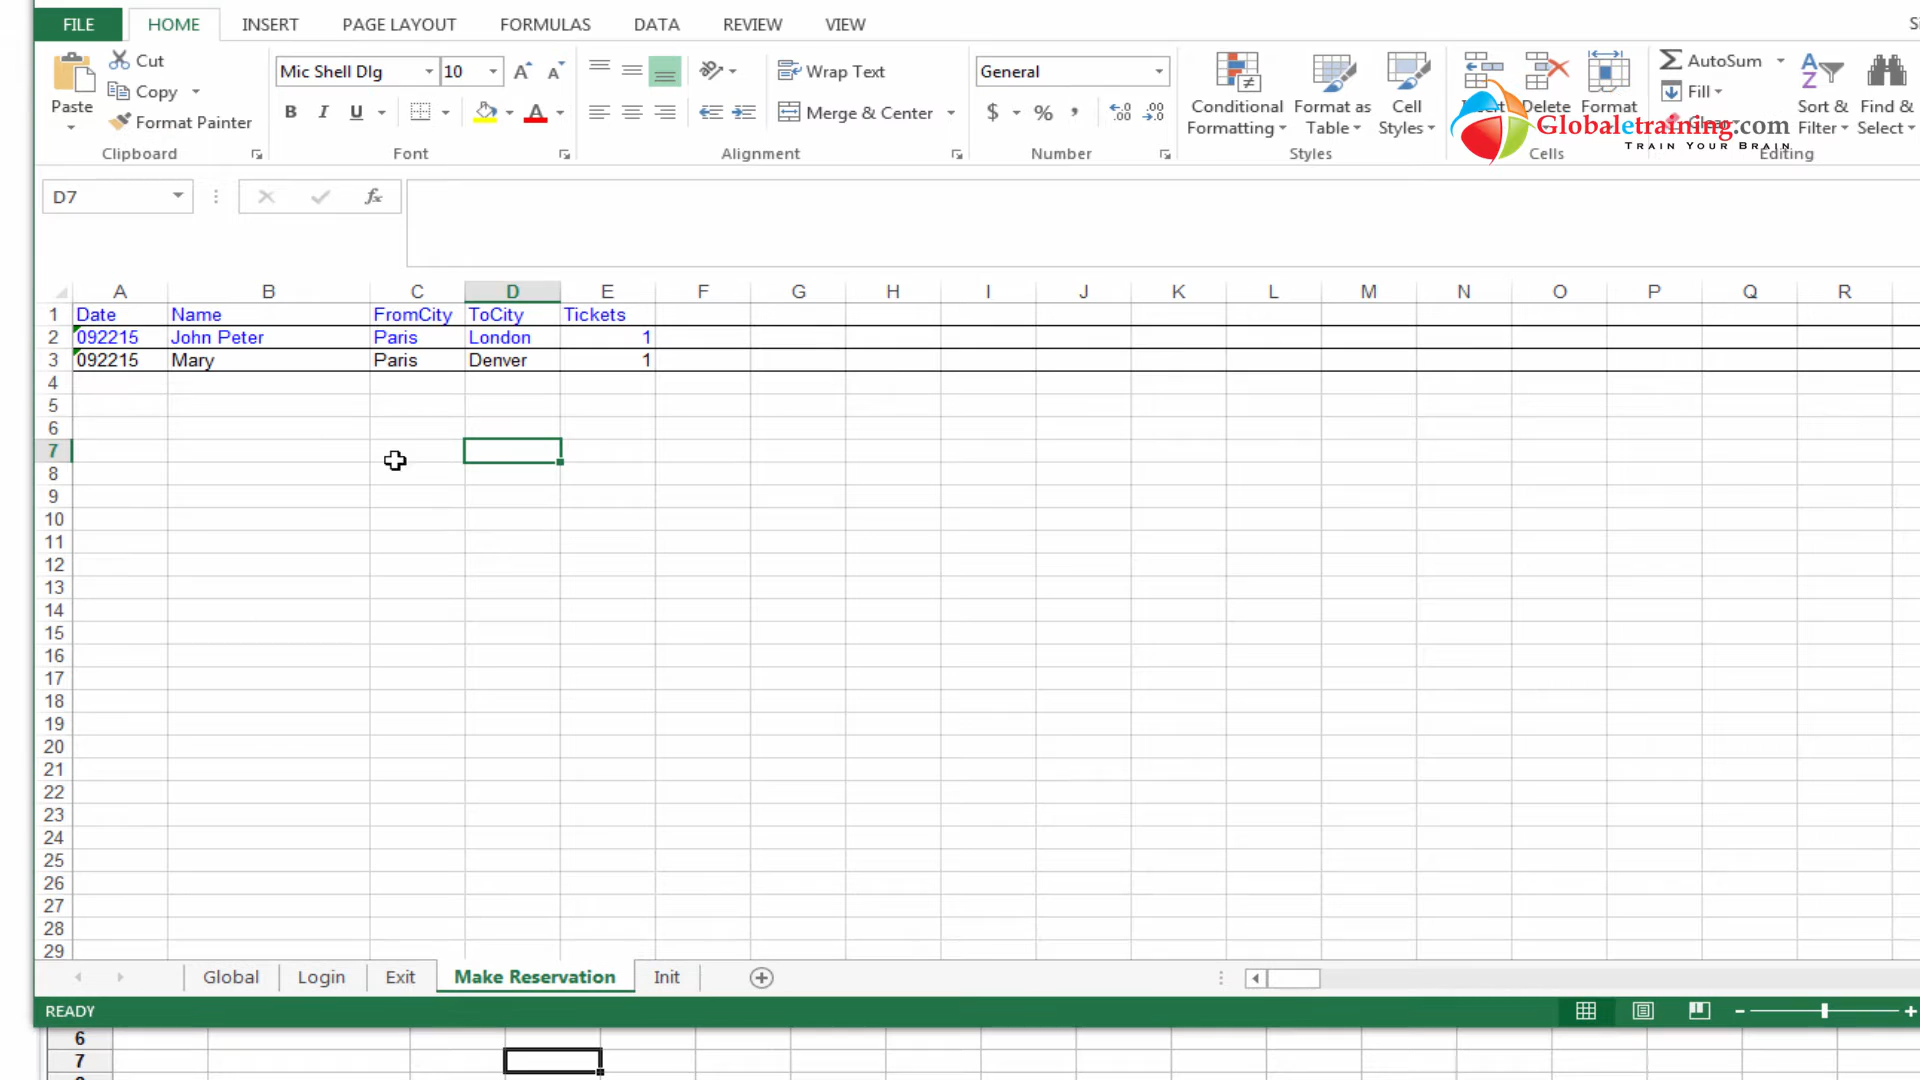 FILE HOME INSERT PAGE LAYOUT FORMULAS DATA REVIEW VIEW
Paste
Cut
Copy
Format Painter
Clipboard
Mic Shell Dlg 10
B I U
Font
Wrap Text
Merge & Center
Alignment
General
$ % ,
Number
Conditional Formatting
Format as Table
Cell Styles
Styles
Delete
Format
Cells
AutoSum
Fill
Sort & Filter
Find & Select
Editing
Globaletraining.com
TRAIN YOUR BRAIN
D7
fx
A B C D E F G H I J K L M N O P Q R
1 Date Name FromCity ToCity Tickets
2 092215 John Peter Paris London 1
3 092215 Mary Paris Denver 1
4
5
6
7
8
9
10
11
12
13
14
15
16
17
18
19
20
21
22
23
24
25
26
27
28
29
Global Login Exit Make Reservation Init
READY
6
7